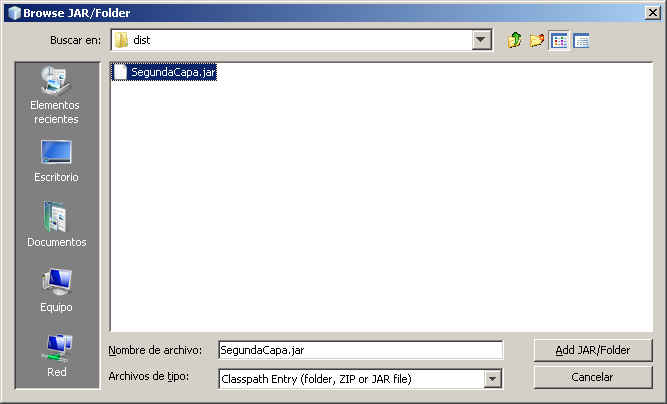 Browse JAR/Folder
Buscar en:
dist
SegundaCapa.jar
Elementos
recientes
Escritorio
Documentos
Equipo
Red
Nombre de archivo:
SegundaCapa.jar
Add JAR/Folder
Archivos de tipo:
Classpath Entry (folder, ZIP or JAR file)
Cancelar